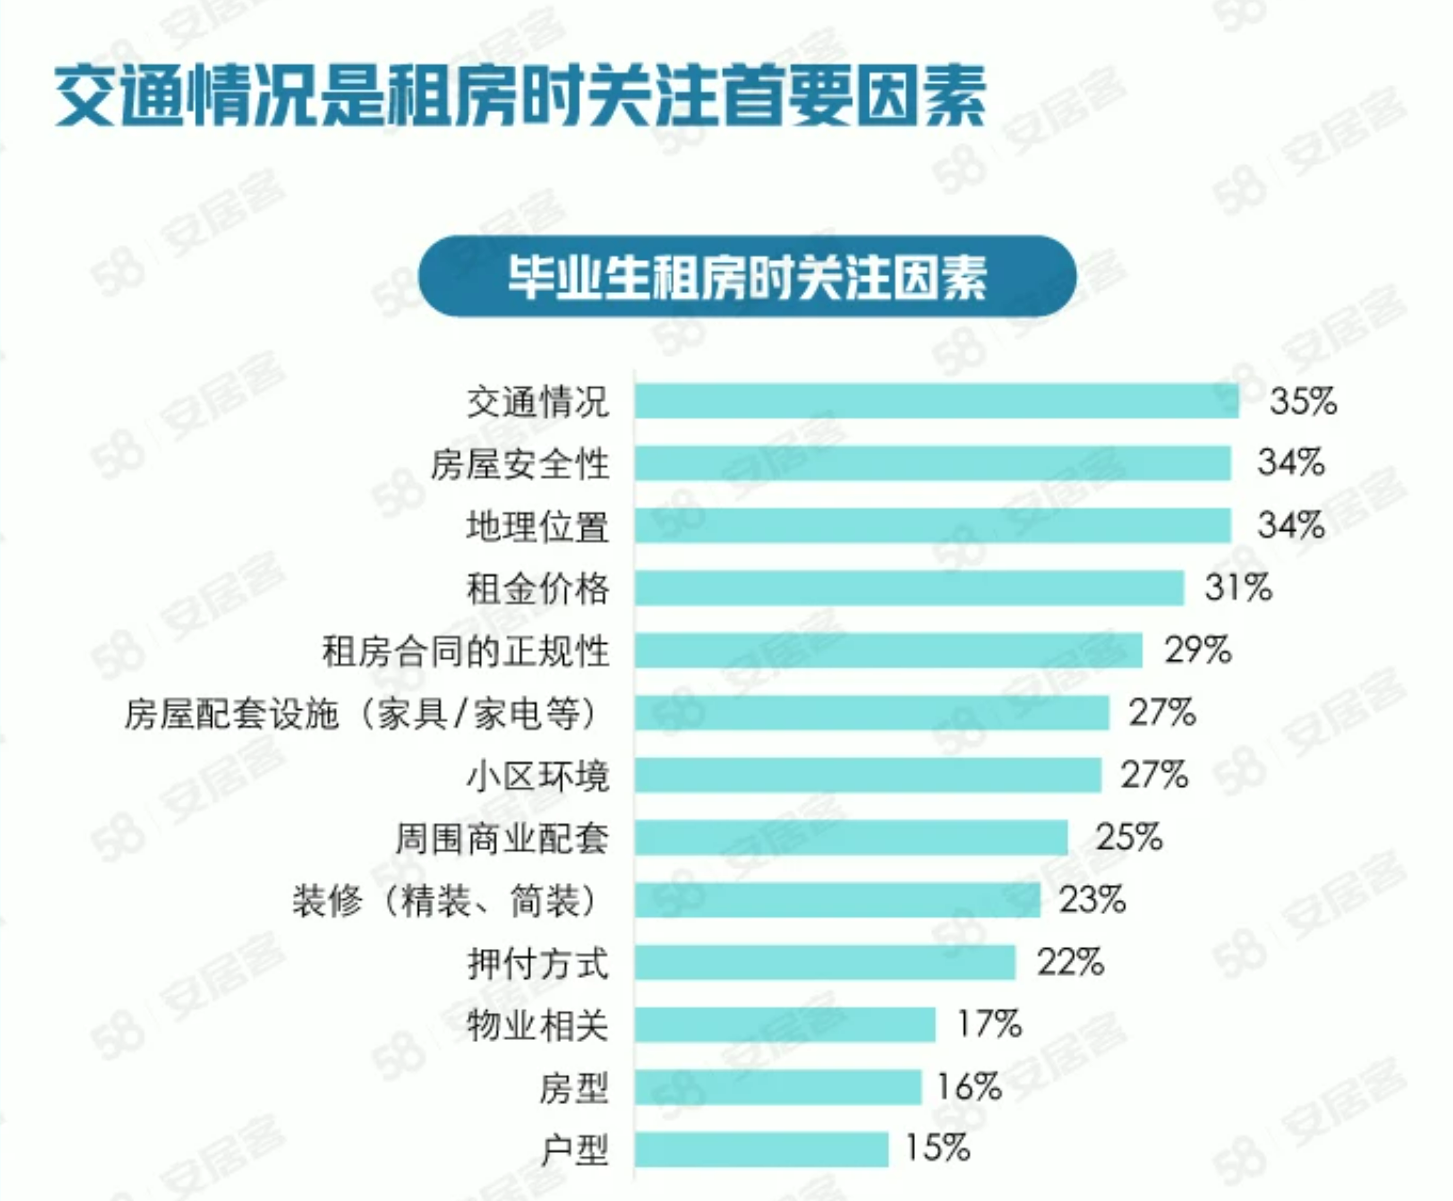 交通情况是租房时关注首要因素
毕业生租房时关注因素
交通情况 35%
房屋安全性 34%
地理位置 34%
租金价格 31%
租房合同的正规性 29%
房屋配套设施（家具/家电等） 27%
小区环境 27%
周围商业配套 25%
装修（精装、简装） 23%
押付方式 22%
物业相关 17%
房型 16%
户型 15%
58 安居客